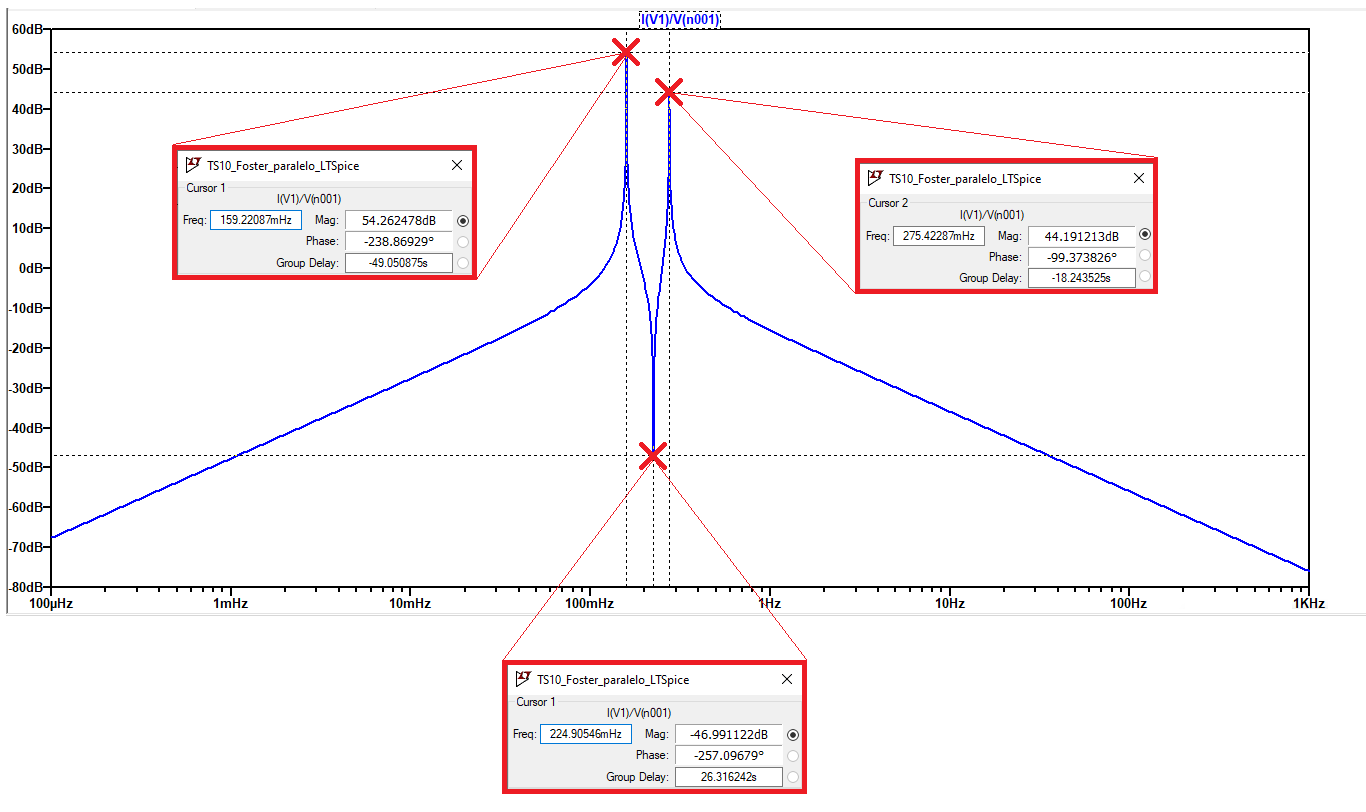 I(V1)/V(n001)
60dB
50dB
40dB
30dB
20dB
10dB
0dB
-10dB
-20dB
-30dB
-40dB
-50dB
-60dB
-70dB
-80dB
100µHz 1mHz 10mHz 100mHz 1Hz 10Hz 100Hz 1KHz
TS10_Foster_paralelo_LTSpice
Cursor 1
I(V1)/V(n001)
Freq: 159.22087mHz Mag: 54.262478dB
Phase: -238.86929°
Group Delay: -49.050875s
TS10_Foster_paralelo_LTSpice
Cursor 2
I(V1)/V(n001)
Freq: 275.42287mHz Mag: 44.191213dB
Phase: -99.373826°
Group Delay: -18.243525s
TS10_Foster_paralelo_LTSpice
Cursor 1
I(V1)/V(n001)
Freq: 224.90546mHz Mag: -46.991122dB
Phase: -257.09679°
Group Delay: 26.316242s